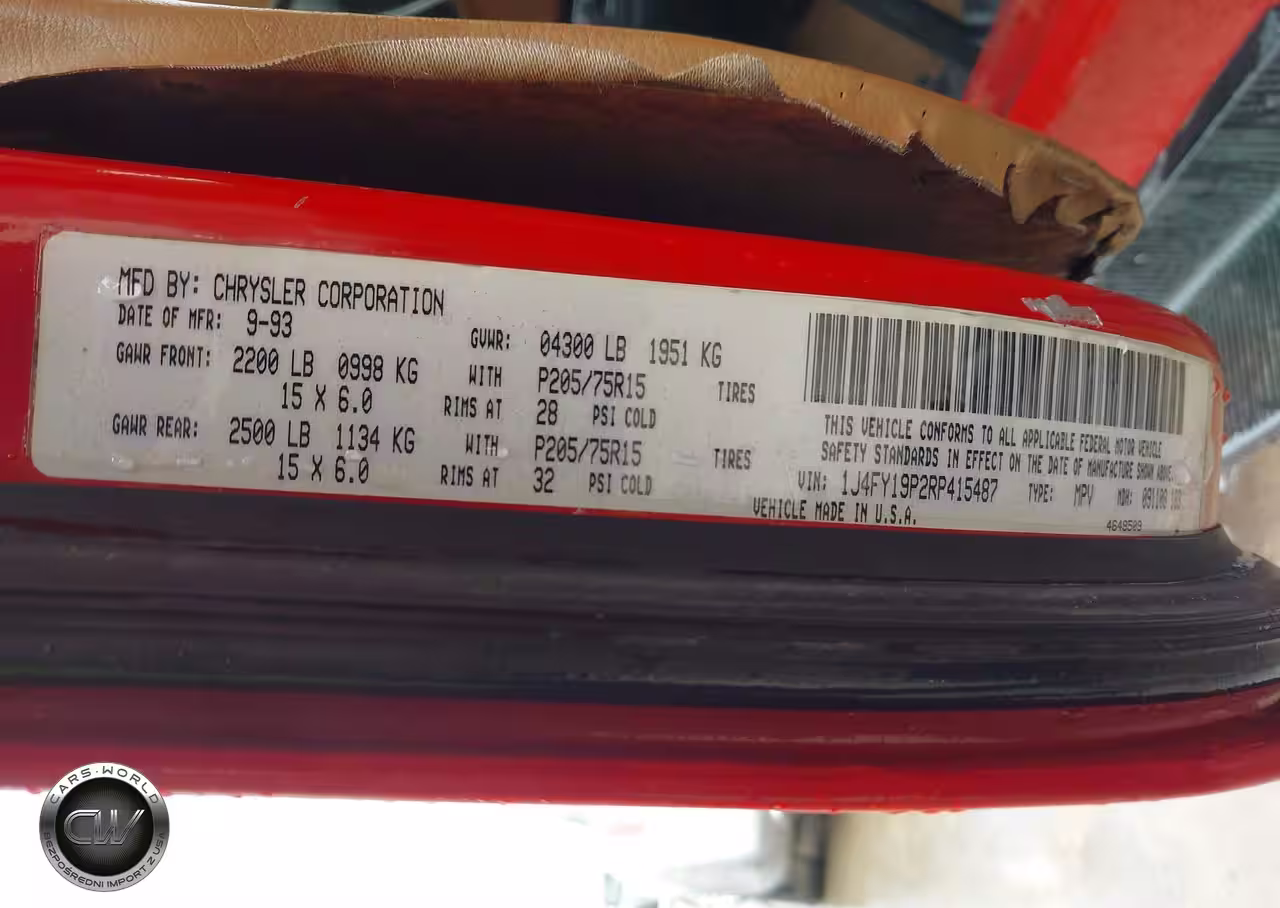 MFD BY: CHRYSLER CORPORATION
DATE OF MFR: 9-93
GVWR: 04300 LB 1951 KG
GAWR FRONT: 2200 LB 0998 KG WITH P205/75R15 TIRES
15 X 6.0 RIMS AT 28 PSI COLD
GAWR REAR: 2500 LB 1134 KG WITH P205/75R15 TIRES
15 X 6.0 RIMS AT 32 PSI COLD
THIS VEHICLE CONFORMS TO ALL APPLICABLE FEDERAL MOTOR VEHICLE
SAFETY STANDARDS IN EFFECT ON THE DATE OF MANUFACTURE SHOWN ABOVE.
VIN: 1J4FY19P2RP415487 TYPE: MPV MDH:
VEHICLE MADE IN U.S.A.
4648509
CARS-WORLD
CW
BEZPOŚREDNI IMPORT Z USA